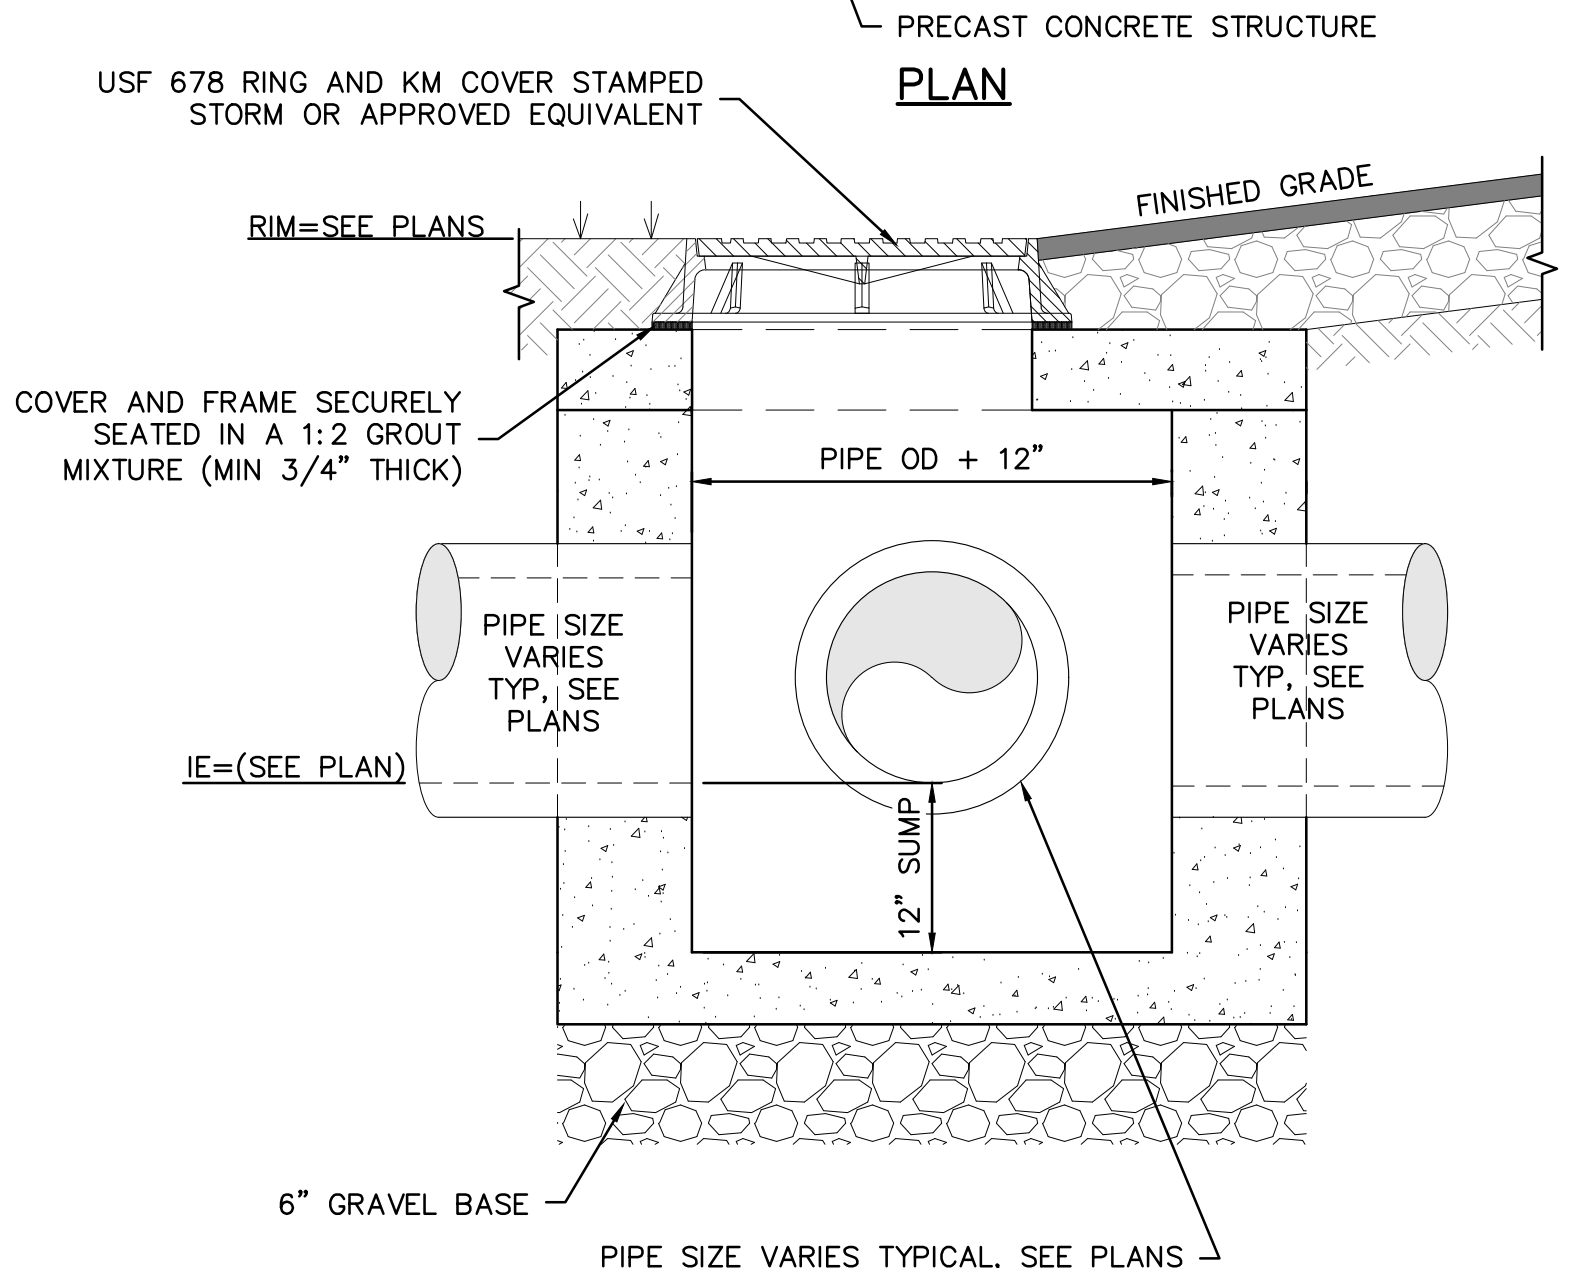 PRECAST CONCRETE STRUCTURE
PLAN
USF 678 RING AND KM COVER STAMPED
STORM OR APPROVED EQUIVALENT
FINISHED GRADE
RIM=SEE PLANS
COVER AND FRAME SECURELY
SEATED IN A 1:2 GROUT
MIXTURE (MIN 3/4" THICK)
PIPE OD + 12"
PIPE SIZE
VARIES
TYP, SEE
PLANS
PIPE SIZE
VARIES
TYP, SEE
PLANS
IE=(SEE PLAN)
12" SUMP
6" GRAVEL BASE
PIPE SIZE VARIES TYPICAL, SEE PLANS